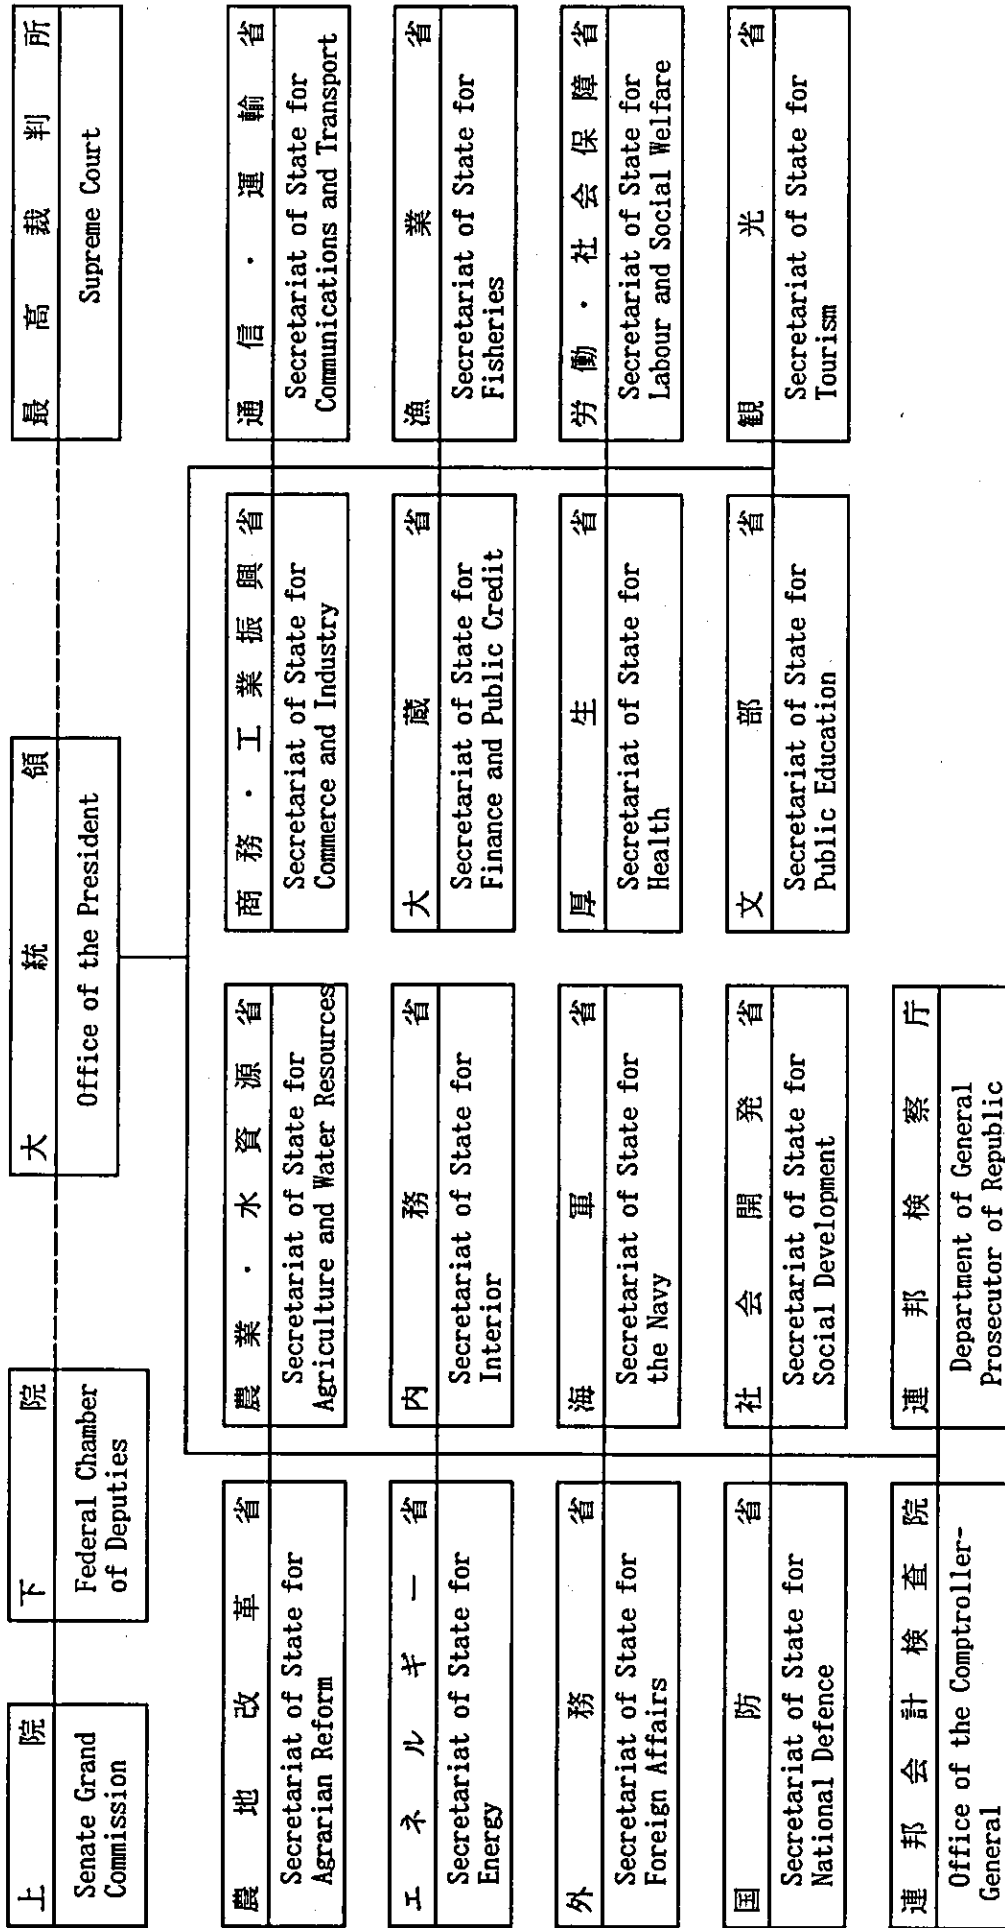 上院
Senate Grand
Commission
下院
Federal Chamber
of Deputies
大統領
Office of the President
最高裁判所
Supreme Court
農地改革省
Secretariat of State for
Agrarian Reform
農業・水資源省
Secretariat of State for
Agriculture and Water Resources
商務・工業振興省
Secretariat of State for
Commerce and Industry
通信・運輸省
Secretariat of State for
Communications and Transport
エネルギー省
Secretariat of State for
Energy
内務省
Secretariat of State for
Interior
大蔵省
Secretariat of State for
Finance and Public Credit
漁業省
Secretariat of State for
Fisheries
外務省
Secretariat of State for
Foreign Affairs
海軍省
Secretariat of State for
the Navy
厚生省
Secretariat of State for
Health
労働・社会保障省
Secretariat of State for
Labour and Social Welfare
国防省
Secretariat of State for
National Defence
社会開発省
Secretariat of State for
Social Development
文部省
Secretariat of State for
Public Education
観光省
Secretariat of State for
Tourism
連邦会計検査院
Office of the Comptroller-
General
連邦検察庁
Department of General
Prosecutor of Republic